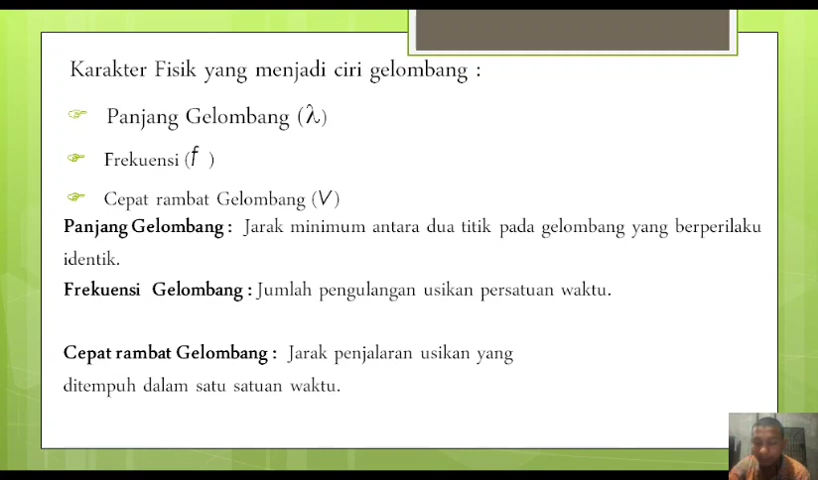 Karakter Fisik yang menjadi ciri gelombang :
Panjang Gelombang (λ)
Frekuensi (f )
Cepat rambat Gelombang (V)
Panjang Gelombang : Jarak minimum antara dua titik pada gelombang yang berperilaku
identik.
Frekuensi Gelombang : Jumlah pengulangan usikan persatuan waktu.
Cepat rambat Gelombang : Jarak penjalaran usikan yang
ditempuh dalam satu satuan waktu.